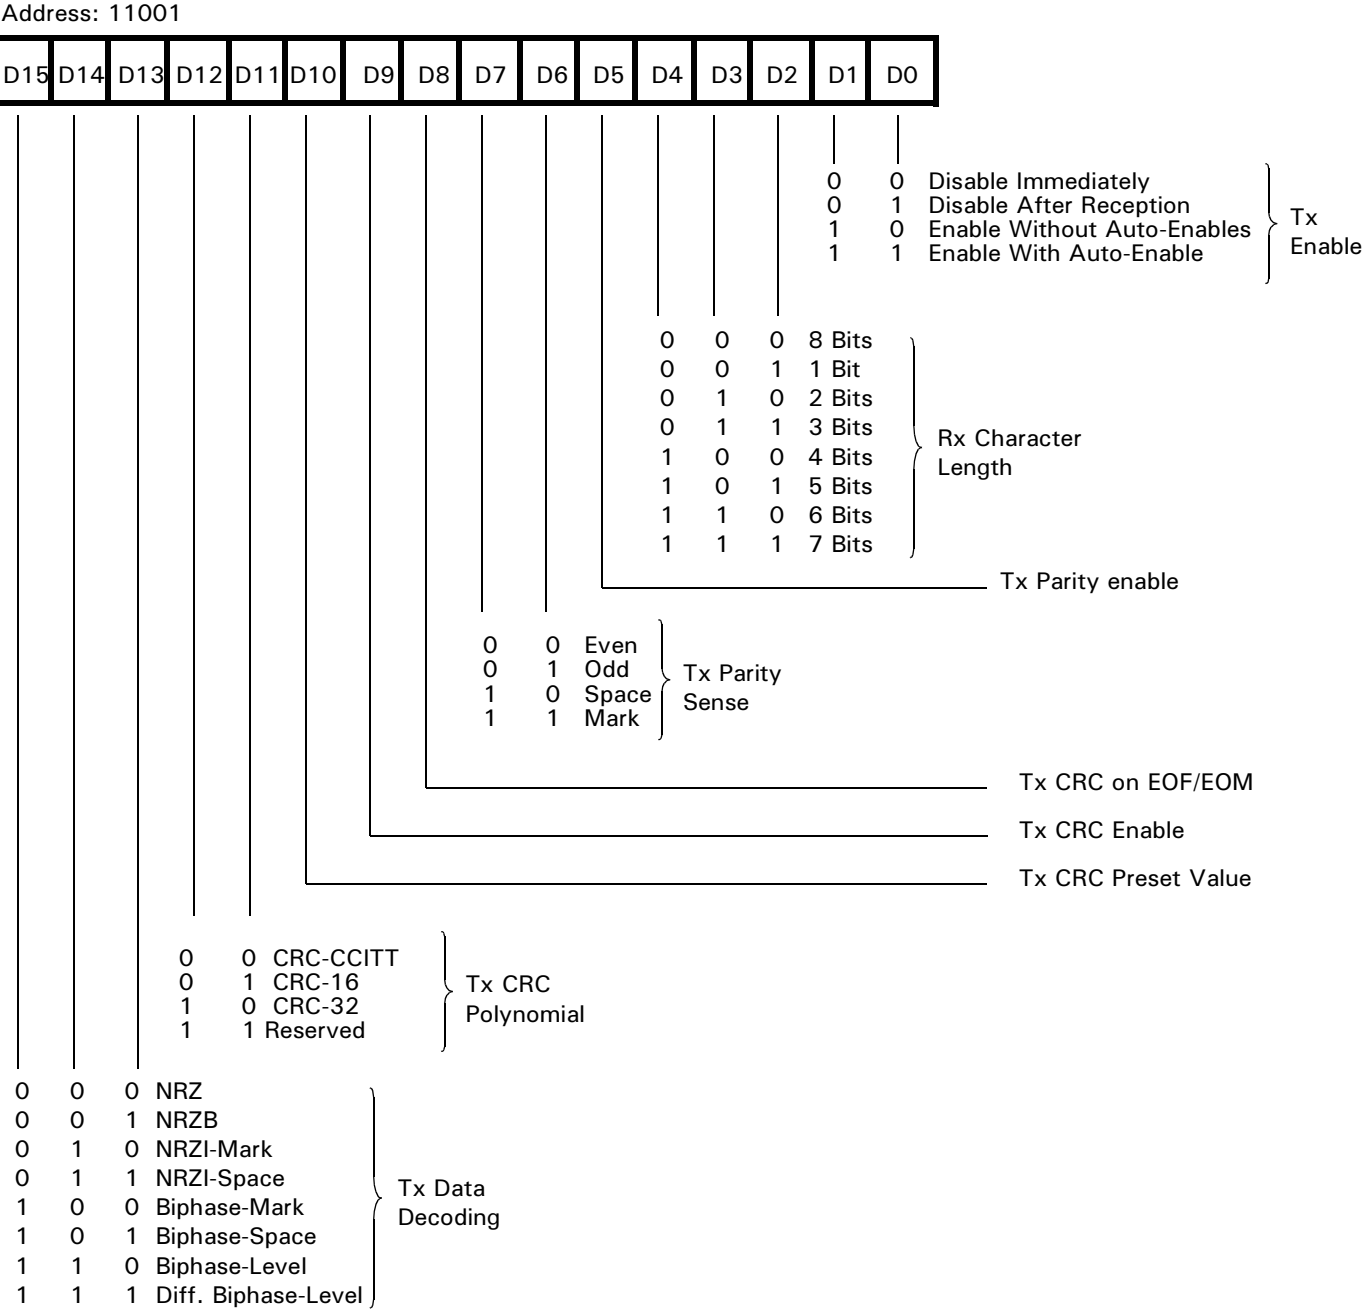 Address: 11001
D15 D14 D13 D12 D11 D10 D9 D8 D7 D6 D5 D4 D3 D2 D1 D0
0 0 Disable Immediately
0 1 Disable After Reception
1 0 Enable Without Auto-Enables
1 1 Enable With Auto-Enable
Tx
Enable
0 0 0 8 Bits
0 0 1 1 Bit
0 1 0 2 Bits
0 1 1 3 Bits
1 0 0 4 Bits
1 0 1 5 Bits
1 1 0 6 Bits
1 1 1 7 Bits
Rx Character
Length
Tx Parity enable
0 0 Even
0 1 Odd
1 0 Space
1 1 Mark
Tx Parity
Sense
Tx CRC on EOF/EOM
Tx CRC Enable
Tx CRC Preset Value
0 0 CRC-CCITT
0 1 CRC-16
1 0 CRC-32
1 1 Reserved
Tx CRC
Polynomial
0 0 0 NRZ
0 0 1 NRZB
0 1 0 NRZI-Mark
0 1 1 NRZI-Space
1 0 0 Biphase-Mark
1 0 1 Biphase-Space
1 1 0 Biphase-Level
1 1 1 Diff. Biphase-Level
Tx Data
Decoding